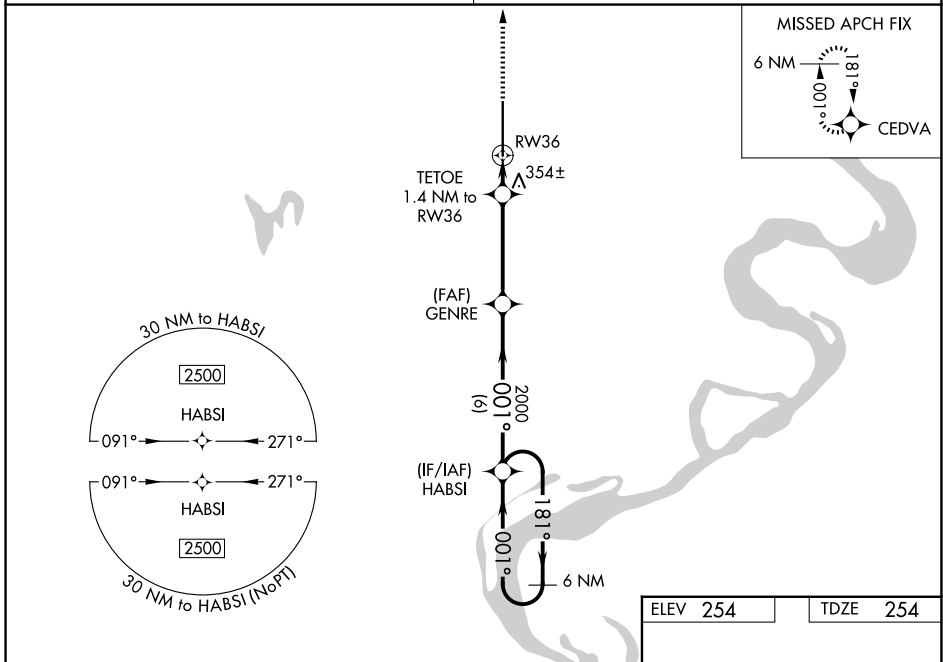 MISSED APCH FIX
6 NM
181°
001°
CEDVA
RW36
354±
TETOE
1.4 NM to
RW36
(FAF)
GENRE
30 NM to HABSI
2500
HABSI
091°
271°
091°
271°
HABSI
2500
30 NM to HABSI (NoPT)
2000
001°
(6)
(IF/IAF)
HABSI
181°
001°
6 NM
ELEV 254
TDZE 254